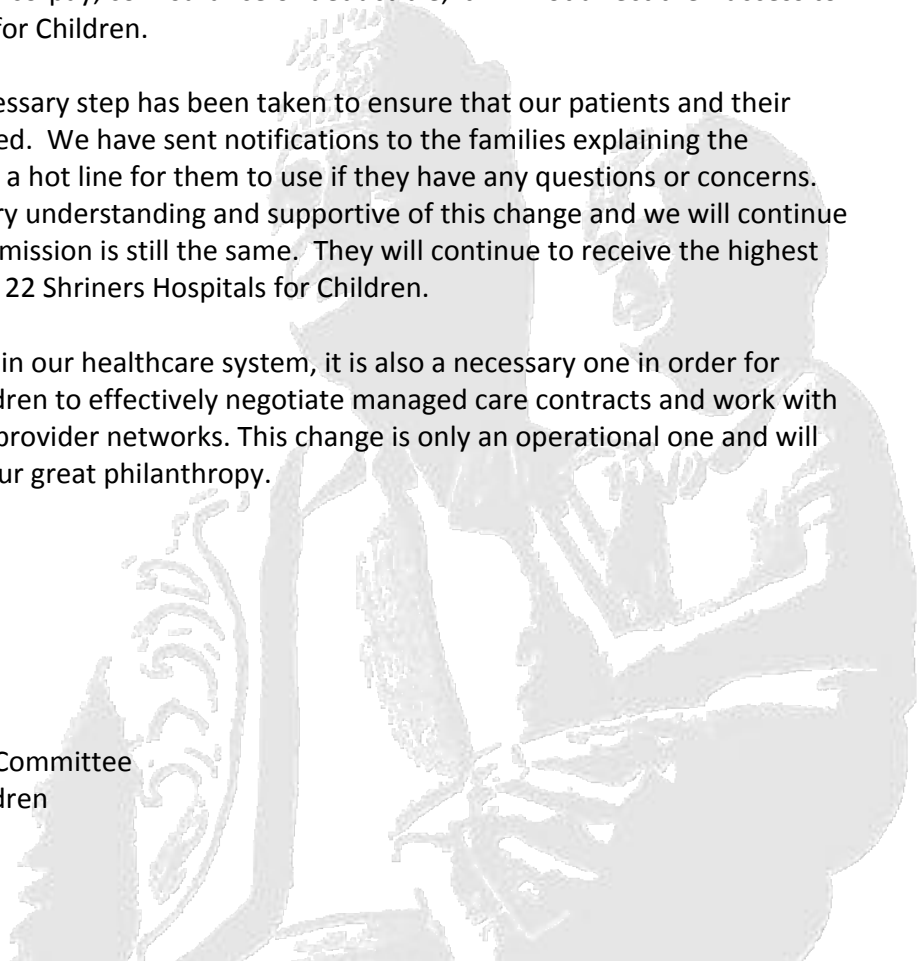 for Children.
essary step has been taken to ensure that our patients and their
ed. We have sent notifications to the families explaining the
a hot line for them to use if they have any questions or concerns.
ry understanding and supportive of this change and we will continue
mission is still the same. They will continue to receive the highest
22 Shriners Hospitals for Children.
in our healthcare system, it is also a necessary one in order for
dren to effectively negotiate managed care contracts and work with
provider networks. This change is only an operational one and will
ur great philanthropy.
Committee
dren